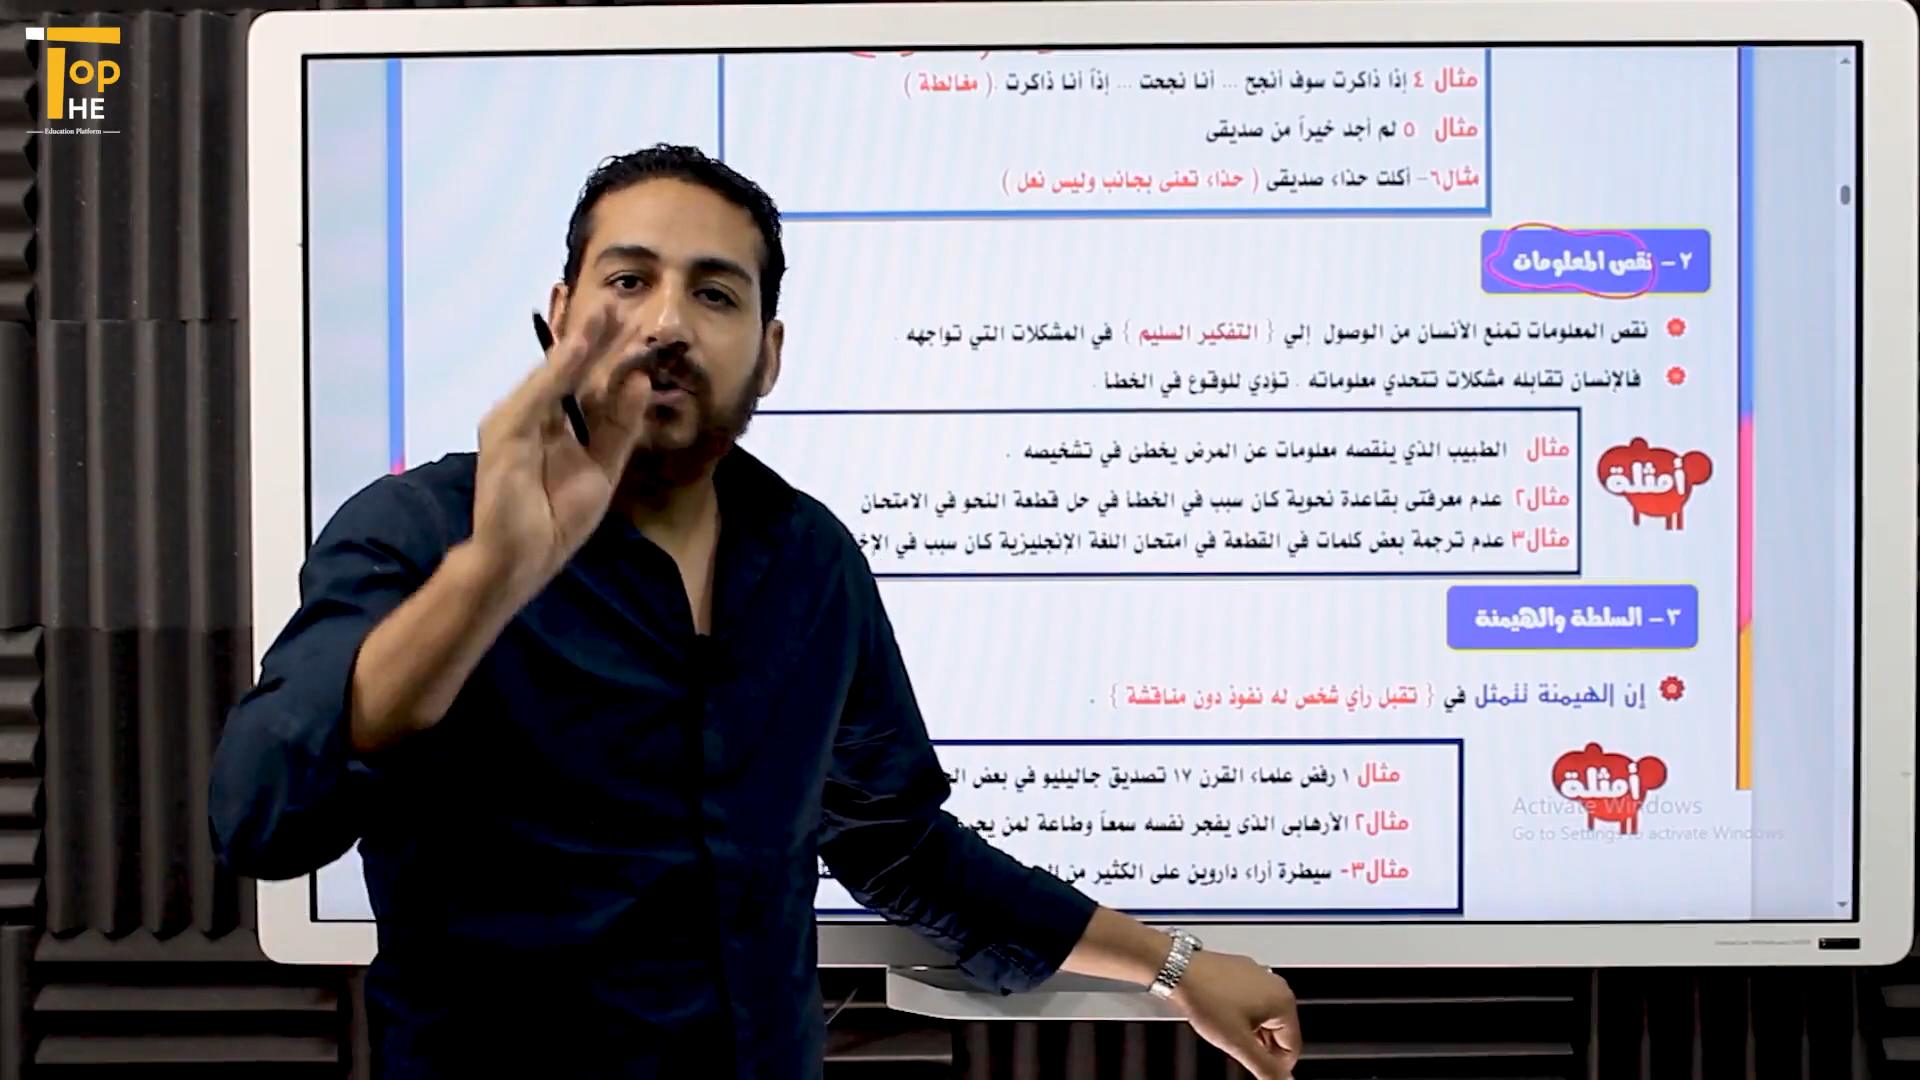 Top
HE
Education Platform
مثال ٤ إذا ذاكرت سوف أنجح ... أنا نجحت ... إذاً أنا ذاكرت . ( مغالطة )
مثال ٥ لم أجد خيراً من صديقى
مثال٦- أكلت حذاء صديقى ( حذاء تعنى بجانب وليس نعل )
٢ - نقص المعلومات
نقص المعلومات تمنع الأنسان من الوصول إلي { التفكير السليم } في المشكلات التي تواجهه .
فالإنسان تقابله مشكلات تتحدي معلوماته . تؤدي للوقوع في الخطأ .
أمثلة
مثال الطبيب الذي ينقصه معلومات عن المرض يخطئ في تشخيصه .
مثال٢ عدم معرفتى بقاعدة نحوية كان سبب في الخطأ في حل قطعة النحو في الامتحان
مثال٣ عدم ترجمة بعض كلمات في القطعة في امتحان اللغة الإنجليزية كان سبب في
٣ - السلطة والهيمنة
إن الهيمنة تتمثل في { تقبل رأي شخص له نفوذ دون مناقشة } .
أمثلة
مثال ١ رفض علماء القرن ١٧ تصديق جاليليو في بعض
مثال٢ الأرهابى الذى يفجر نفسه سمعاً وطاعة لمن
مثال٣- سيطرة أراء داروين على الكثير من
Activate Windows
Go to Settings to activate Windows